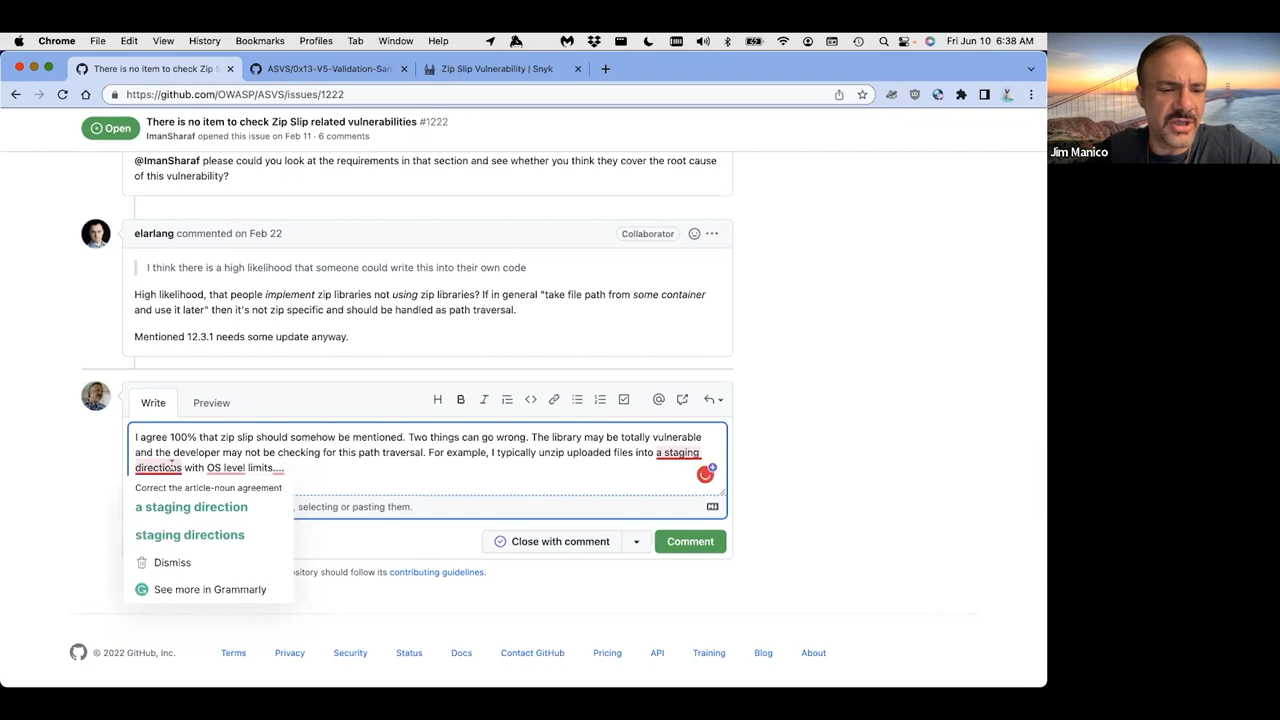 Chrome File Edit View History Bookmarks Profiles Tab Window Help Fri Jun 10 6:38 AM
There is no item to check Zip S
ASVS/0x13-V5-Validation-San
Zip Slip Vulnerability | Snyk
https://github.com/OWASP/ASVS/issues/1222
Open
There is no item to check Zip Slip related vulnerabilities #1222
ImanSharaf opened this issue on Feb 11 · 6 comments
Jim Manico
@ImanSharaf please could you look at the requirements in that section and see whether you think they cover the root cause
of this vulnerability?
elarlang commented on Feb 22
Collaborator
I think there is a high likelihood that someone could write this into their own code
High likelihood, that people implement zip libraries not using zip libraries? If in general "take file path from some container
and use it later" then it's not zip specific and should be handled as path traversal.
Mentioned 12.3.1 needs some update anyway.
Write Preview
I agree 100% that zip slip should somehow be mentioned. Two things can go wrong. The library may be totally vulnerable
and the developer may not be checking for this path traversal. For example, I typically unzip uploaded files into a staging
directions with OS level limits....
Correct the article-noun agreement
a staging direction
, selecting or pasting them.
staging directions
Close with comment
Comment
Dismiss
ository should follow its contributing guidelines.
See more in Grammarly
© 2022 GitHub, Inc. Terms Privacy Security Status Docs Contact GitHub Pricing API Training Blog About